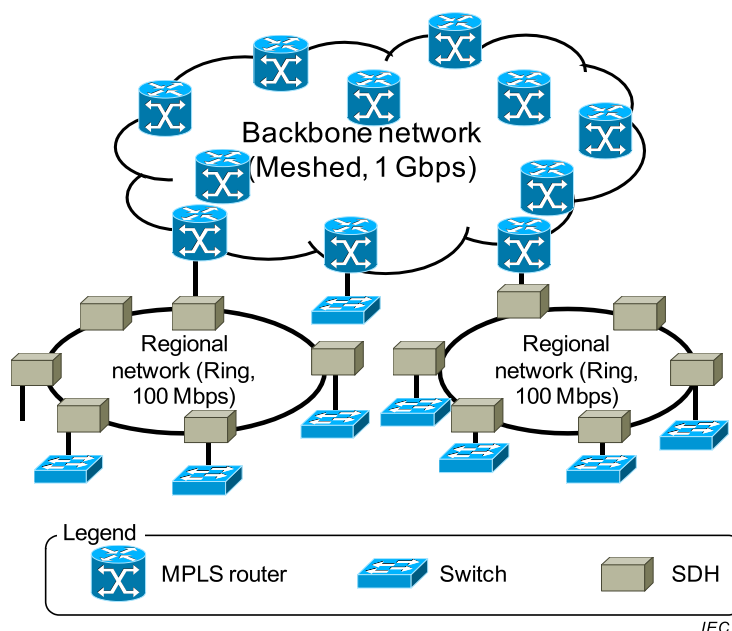 Backbone network
(Meshed, 1 Gbps)
Regional
network (Ring,
100 Mbps)
Regional
network (Ring,
100 Mbps)
Legend
MPLS router
Switch
SDH
IEC